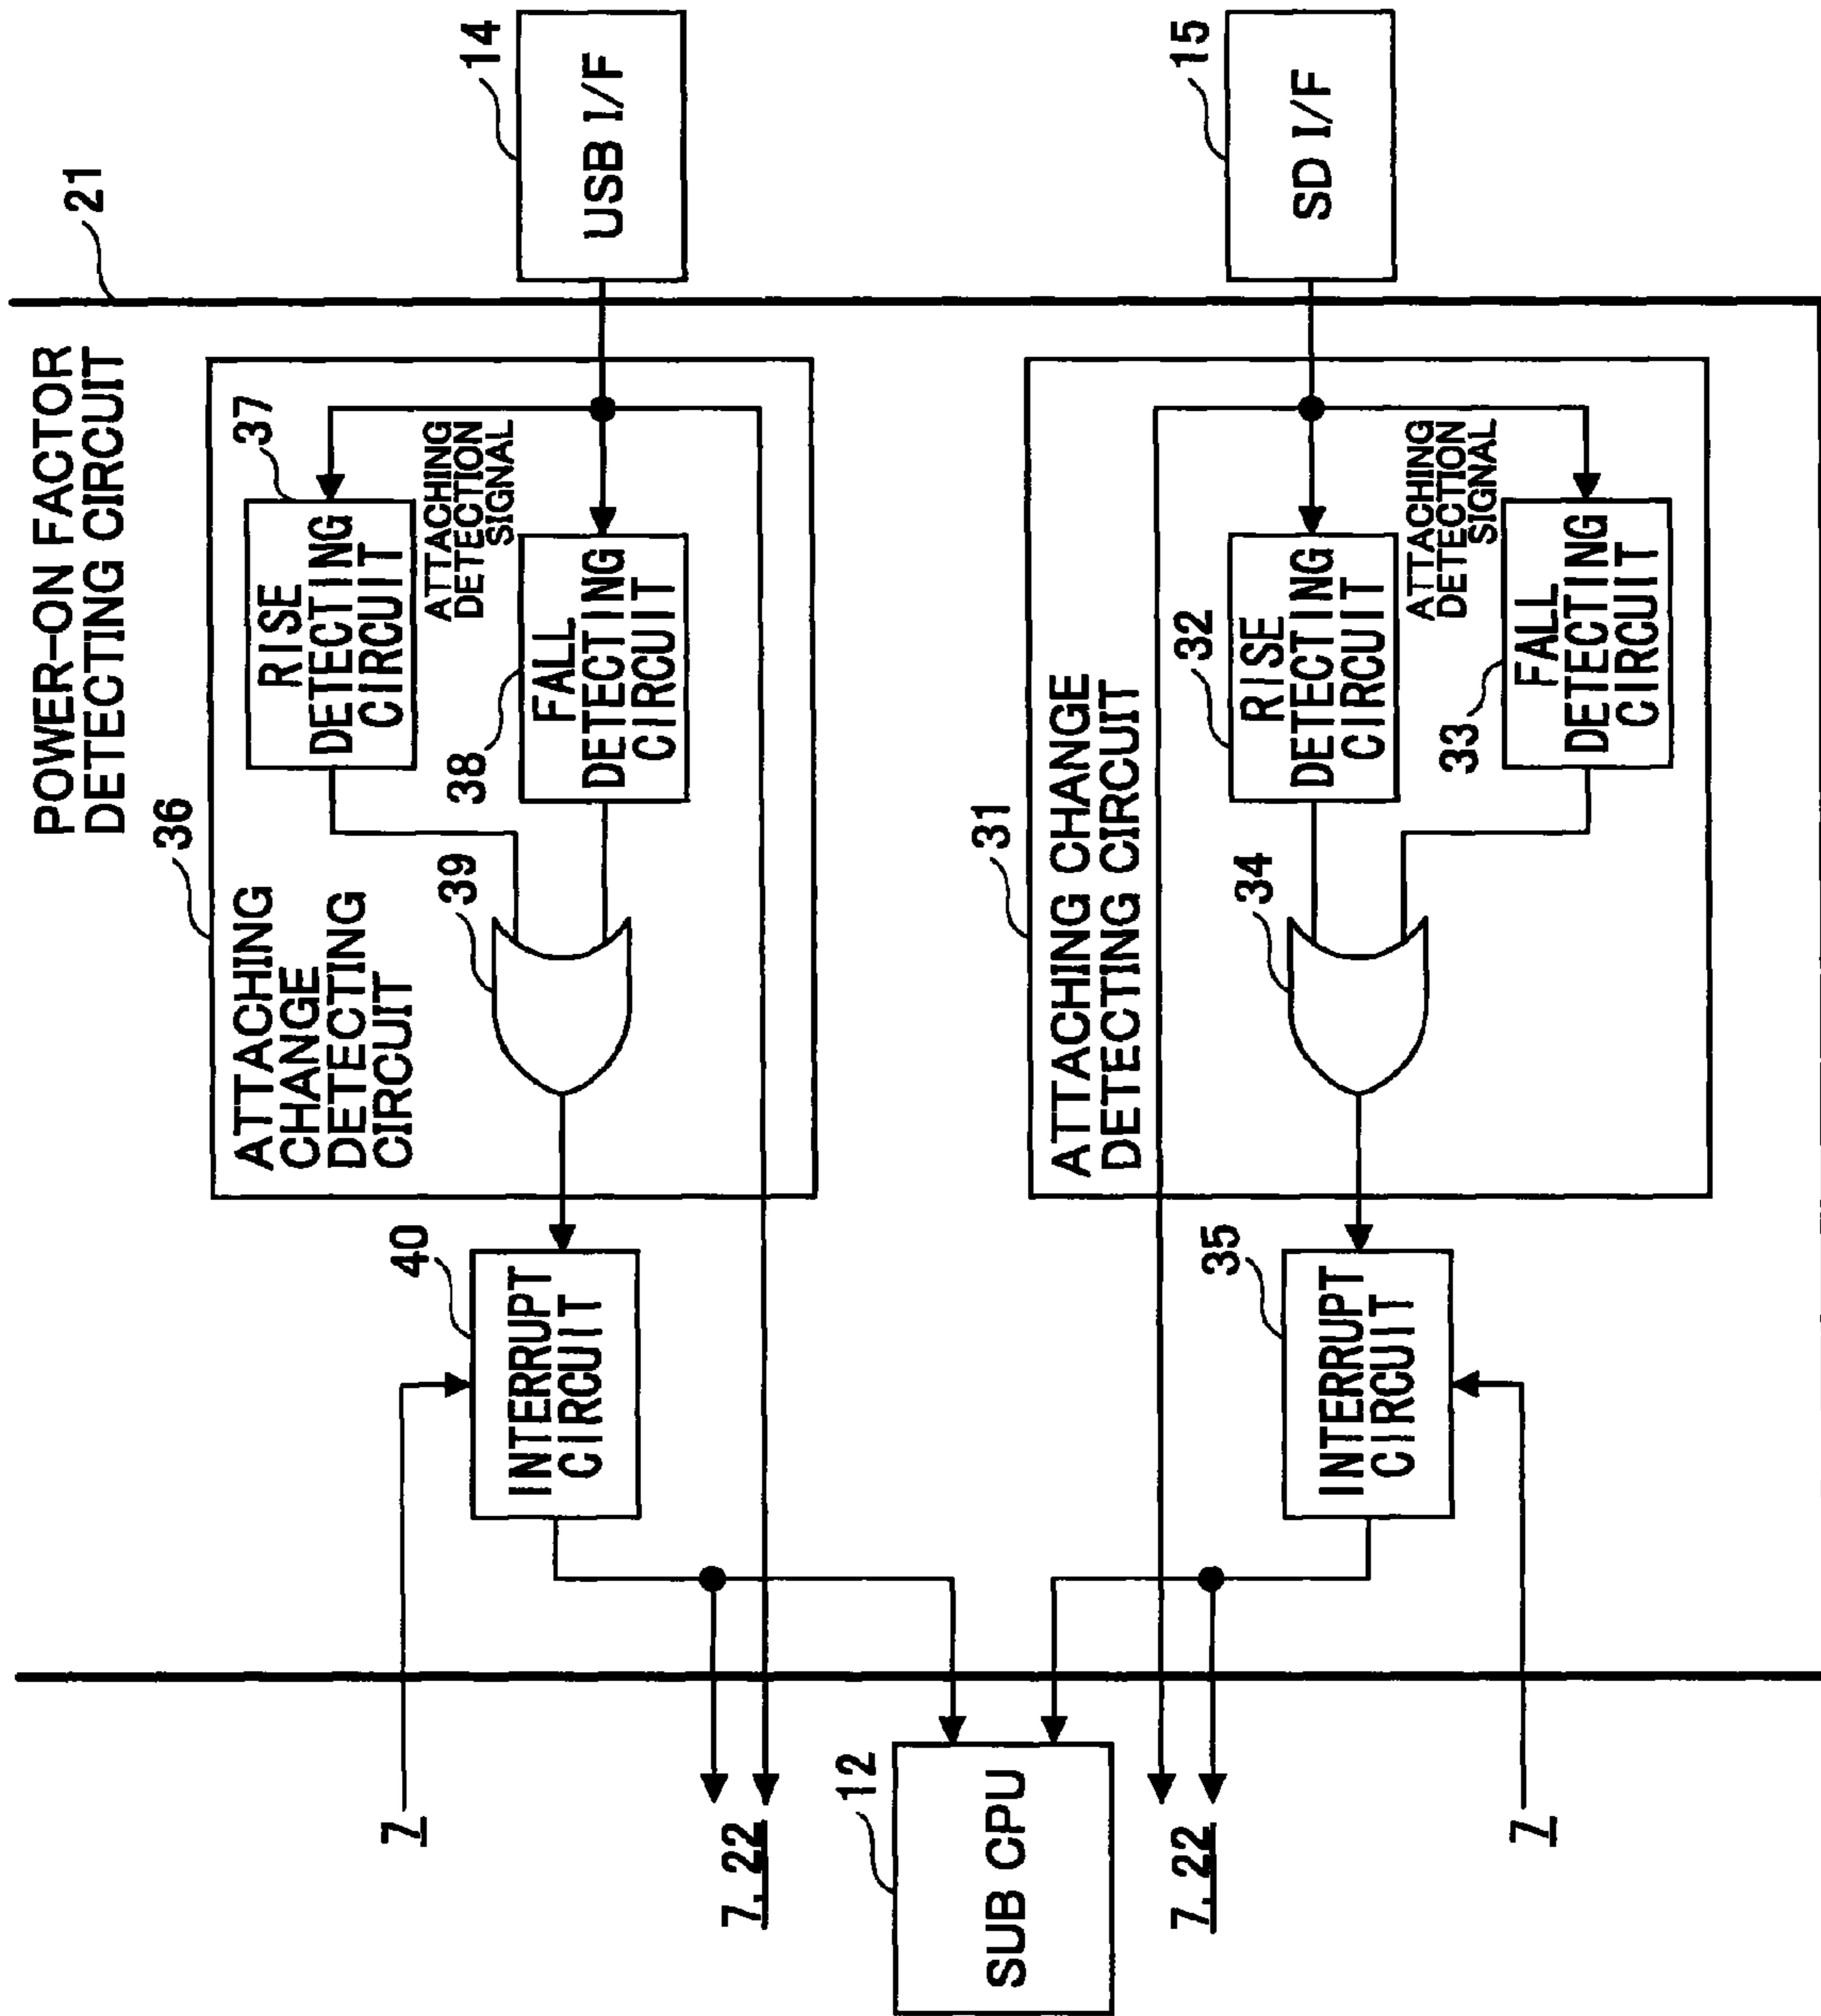 POWER-ON FACTOR
DETECTING CIRCUIT
21
36
ATTACHING
CHANGE
DETECTING
CIRCUIT
37
RISE
DETECTING
CIRCUIT
ATTACHING
DETECTION
SIGNAL
38
FALL
DETECTING
CIRCUIT
39
40
INTERRUPT
CIRCUIT
14
USB I/F
7
7, 22
12
SUB CPU
31
ATTACHING CHANGE
DETECTING CIRCUIT
32
RISE
DETECTING
CIRCUIT
ATTACHING
DETECTION
SIGNAL
33
FALL
DETECTING
CIRCUIT
34
35
INTERRUPT
CIRCUIT
15
SD I/F
7, 22
7